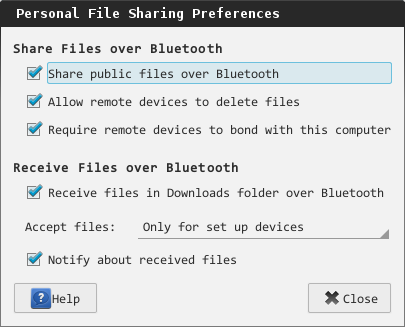 Personal File Sharing Preferences
Share Files over Bluetooth
Share public files over Bluetooth
Allow remote devices to delete files
Require remote devices to bond with this computer
Receive Files over Bluetooth
Receive files in Downloads folder over Bluetooth
Accept files: Only for set up devices
Notify about received files
Help Close